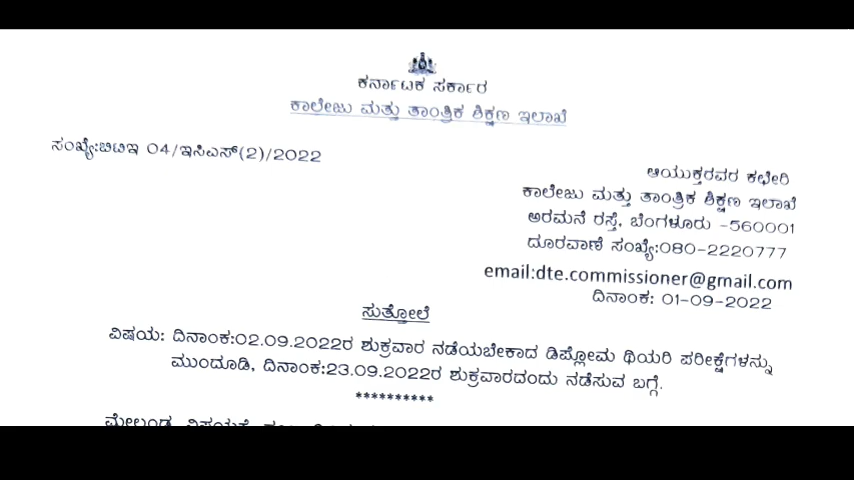 ಕರ್ನಾಟಕ ಸರ್ಕಾರ
ಕಾಲೇಜು ಮತ್ತು ತಾಂತ್ರಿಕ ಶಿಕ್ಷಣ ಇಲಾಖೆ
ಸಂಖ್ಯೆ:ಡಿಟಿಇ 04/ಇಸಿಎಸ್(2)/2022
ಆಯುಕ್ತರವರ ಕಛೇರಿ
ಕಾಲೇಜು ಮತ್ತು ತಾಂತ್ರಿಕ ಶಿಕ್ಷಣ ಇಲಾಖೆ
ಅರಮನೆ ರಸ್ತೆ, ಬೆಂಗಳೂರು -560001
ದೂರವಾಣಿ ಸಂಖ್ಯೆ:080-2220777
email:dte.commissioner@gmail.com
ದಿನಾಂಕ: 01-09-2022
ಸುತ್ತೋಲೆ
ವಿಷಯ: ದಿನಾಂಕ:02.09.2022ರ ಶುಕ್ರವಾರ ನಡೆಯಬೇಕಾದ ಡಿಪ್ಲೋಮ ಥಿಯರಿ ಪರೀಕ್ಷೆಗಳನ್ನು
ಮುಂದೂಡಿ, ದಿನಾಂಕ:23.09.2022ರ ಶುಕ್ರವಾರದಂದು ನಡೆಸುವ ಬಗ್ಗೆ.
**********